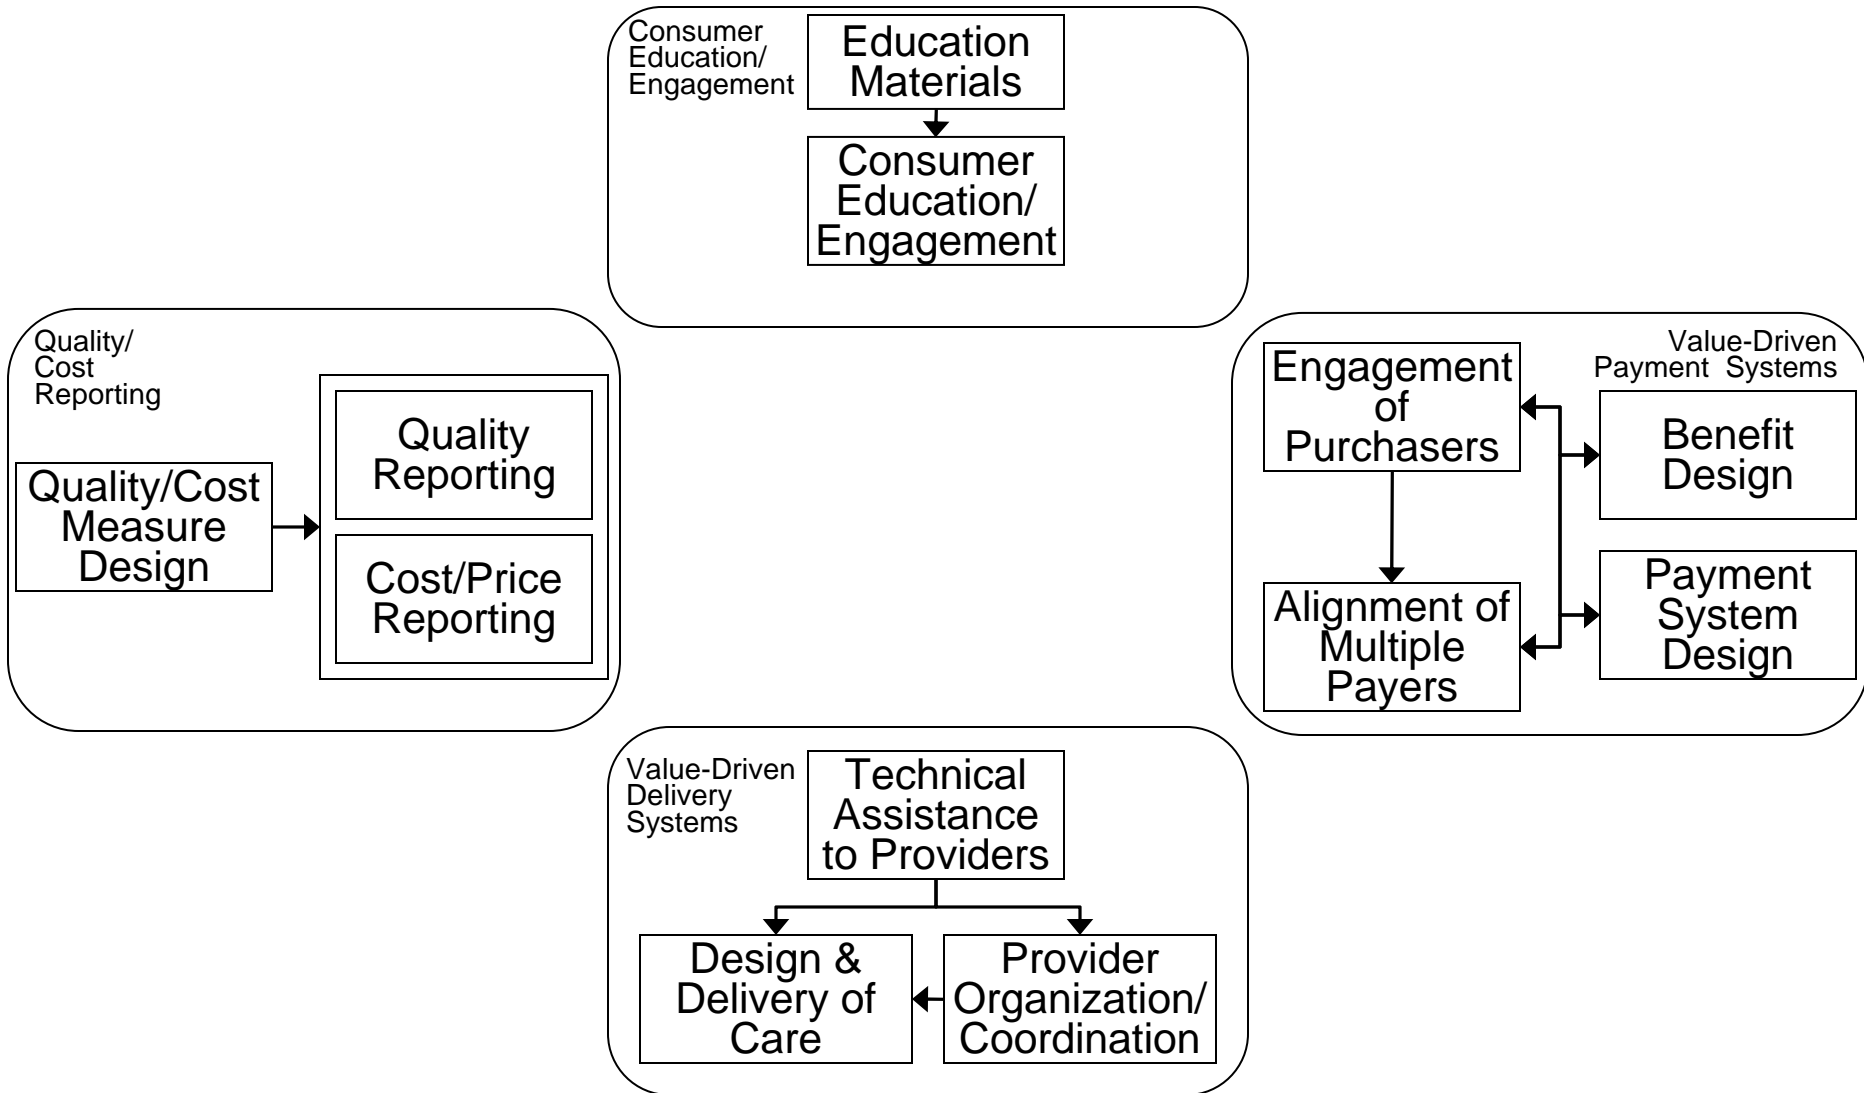 Consumer
Education/
Engagement
Education
Materials
Consumer
Education/
Engagement
Quality/
Cost
Reporting
Quality/Cost
Measure
Design
Quality
Reporting
Cost/Price
Reporting
Value-Driven
Payment Systems
Engagement
of
Purchasers
Benefit
Design
Alignment of
Multiple
Payers
Payment
System
Design
Value-Driven
Delivery
Systems
Technical
Assistance
to Providers
Design &
Delivery of
Care
Provider
Organization/
Coordination